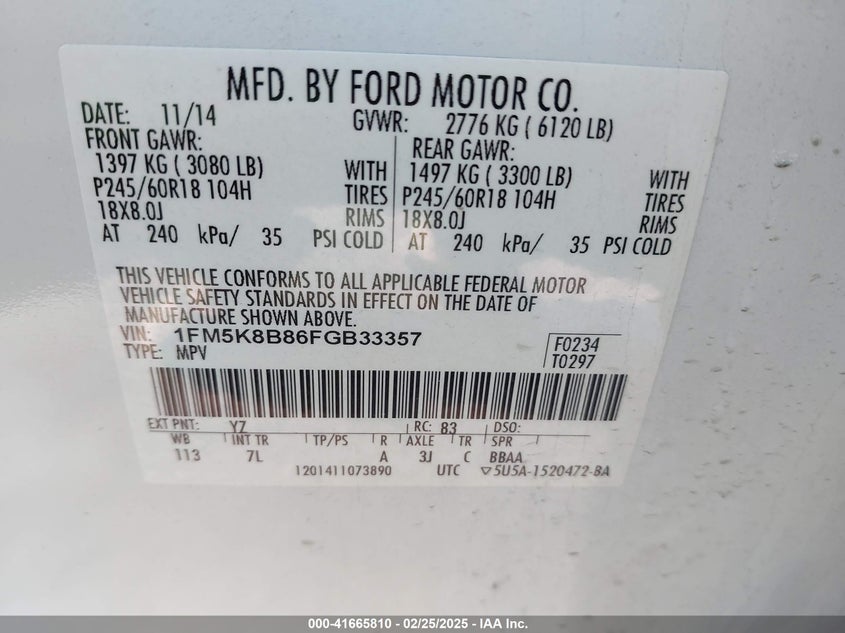 MFD. BY FORD MOTOR CO.
DATE: 11/14 GVWR: 2776 KG ( 6120 LB)
FRONT GAWR: REAR GAWR:
1397 KG ( 3080 LB) WITH 1497 KG ( 3300 LB) WITH
P245/60R18 104H TIRES P245/60R18 104H TIRES
18X8.0J RIMS 18X8.0J RIMS
AT 240 kPa/ 35 PSI COLD AT 240 kPa/ 35 PSI COLD
THIS VEHICLE CONFORMS TO ALL APPLICABLE FEDERAL MOTOR
VEHICLE SAFETY STANDARDS IN EFFECT ON THE DATE OF
MANUFACTURE SHOWN ABOVE.
VIN: 1FM5K8B86FGB33357 F0234
TYPE: MPV T0297
EXT PNT: YZ RC: 83 DSO:
WB INT TR TP/PS R AXLE TR SPR
113 7L A 3J C BBAA
1201411073890 UTC ▽5U5A-1520472-BA
000-41665810 - 02/25/2025 - IAA Inc.